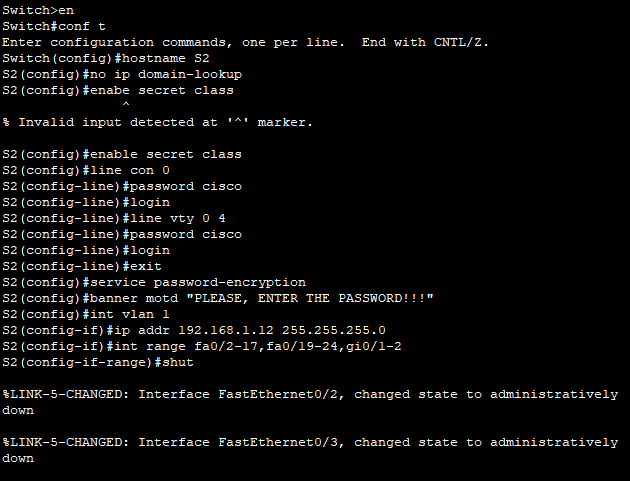 Switch>en
Switch#conf t
Enter configuration commands, one per line.  End with CNTL/Z.
Switch(config)#hostname S2
S2(config)#no ip domain-lookup
S2(config)#enabe secret class
^
% Invalid input detected at '^' marker.
S2(config)#enable secret class
S2(config)#line con 0
S2(config-line)#password cisco
S2(config-line)#login
S2(config-line)#line vty 0 4
S2(config-line)#password cisco
S2(config-line)#login
S2(config-line)#exit
S2(config)#service password-encryption
S2(config)#banner motd "PLEASE, ENTER THE PASSWORD!!!"
S2(config)#int vlan 1
S2(config-if)#ip addr 192.168.1.12 255.255.255.0
S2(config-if)#int range fa0/2-17,fa0/19-24,gi0/1-2
S2(config-if-range)#shut
%LINK-5-CHANGED: Interface FastEthernet0/2, changed state to administratively
down
%LINK-5-CHANGED: Interface FastEthernet0/3, changed state to administratively
down